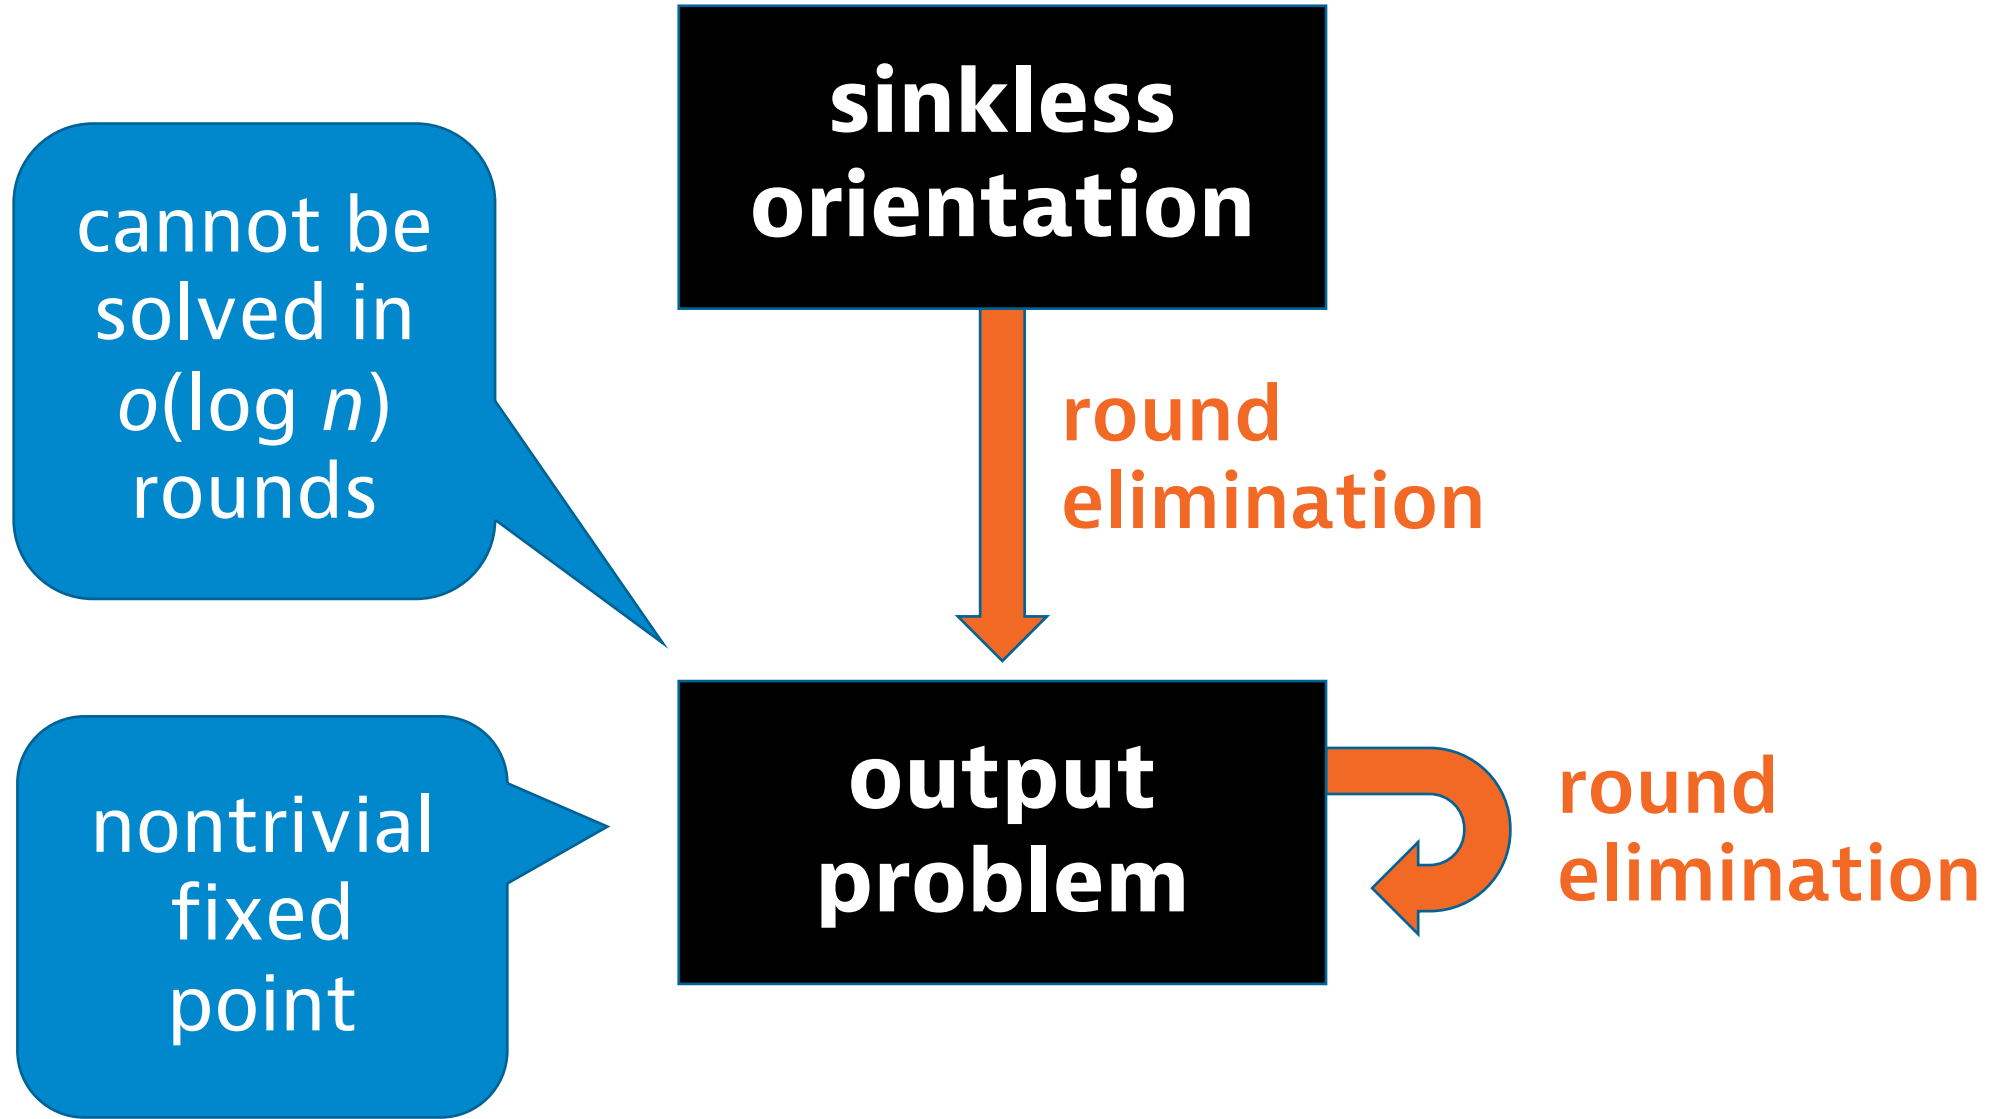 sinkless
orientation
cannot be
solved in
o(log n)
rounds
round
elimination
output
problem
nontrivial
fixed
point
round
elimination